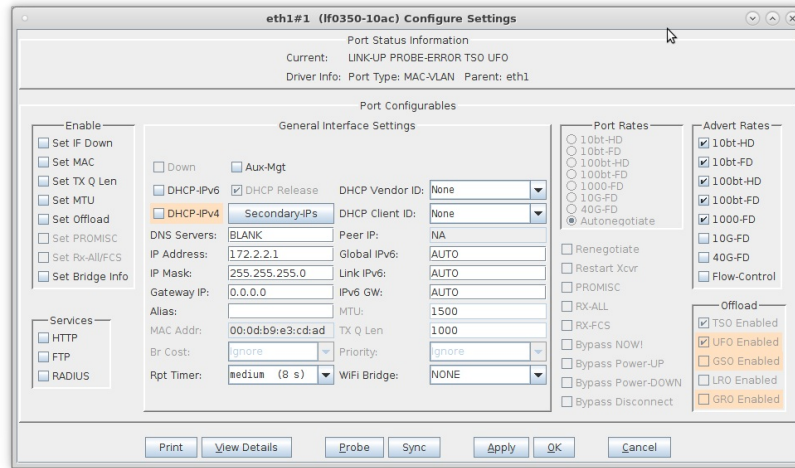 eth1#1 (lf0350-10ac) Configure Settings
Port Status Information
Current: LINK-UP PROBE-ERROR TSO UFO
Driver Info: Port Type: MAC-VLAN Parent: eth1
Port Configurables
Enable
Set IF Down
Set MAC
Set TX Q Len
Set MTU
Set Offload
Set PROMISC
Set Rx-All/FCS
Set Bridge Info
Services
HTTP
FTP
RADIUS
General Interface Settings
Down Aux-Mgt
DHCP-IPv6 DHCP Release DHCP Vendor ID: None
DHCP-IPv4 Secondary-IPs DHCP Client ID: None
DNS Servers: BLANK Peer IP: NA
IP Address: 172.2.2.1 Global IPv6: AUTO
IP Mask: 255.255.255.0 Link IPv6: AUTO
Gateway IP: 0.0.0.0 IPv6 GW: AUTO
Alias: MTU: 1500
MAC Addr: 00:0d:b9:e3:cd:ad TX Q Len 1000
Br Cost: Ignore Priority: Ignore
Rpt Timer: medium (8 s) WiFi Bridge: NONE
Port Rates
10bt-HD
10bt-FD
100bt-HD
100bt-FD
1000-FD
10G-FD
40G-FD
Autonegotiate
Renegotiate
Restart Xcvr
PROMISC
RX-ALL
RX-FCS
Bypass NOW!
Bypass Power-UP
Bypass Power-DOWN
Bypass Disconnect
Advert Rates
10bt-HD
10bt-FD
100bt-HD
100bt-FD
1000-FD
10G-FD
40G-FD
Flow-Control
Offload
TSO Enabled
UFO Enabled
GSO Enabled
LRO Enabled
GRO Enabled
Print View Details Probe Sync Apply OK Cancel